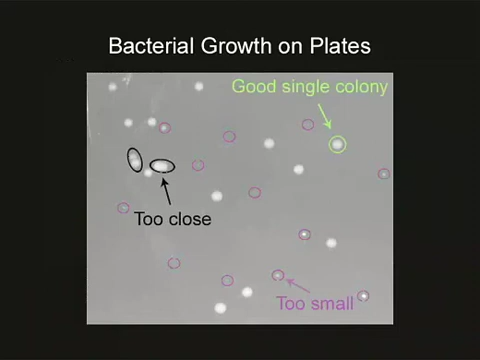 Bacterial Growth on Plates
Good single colony
Too close
Too small